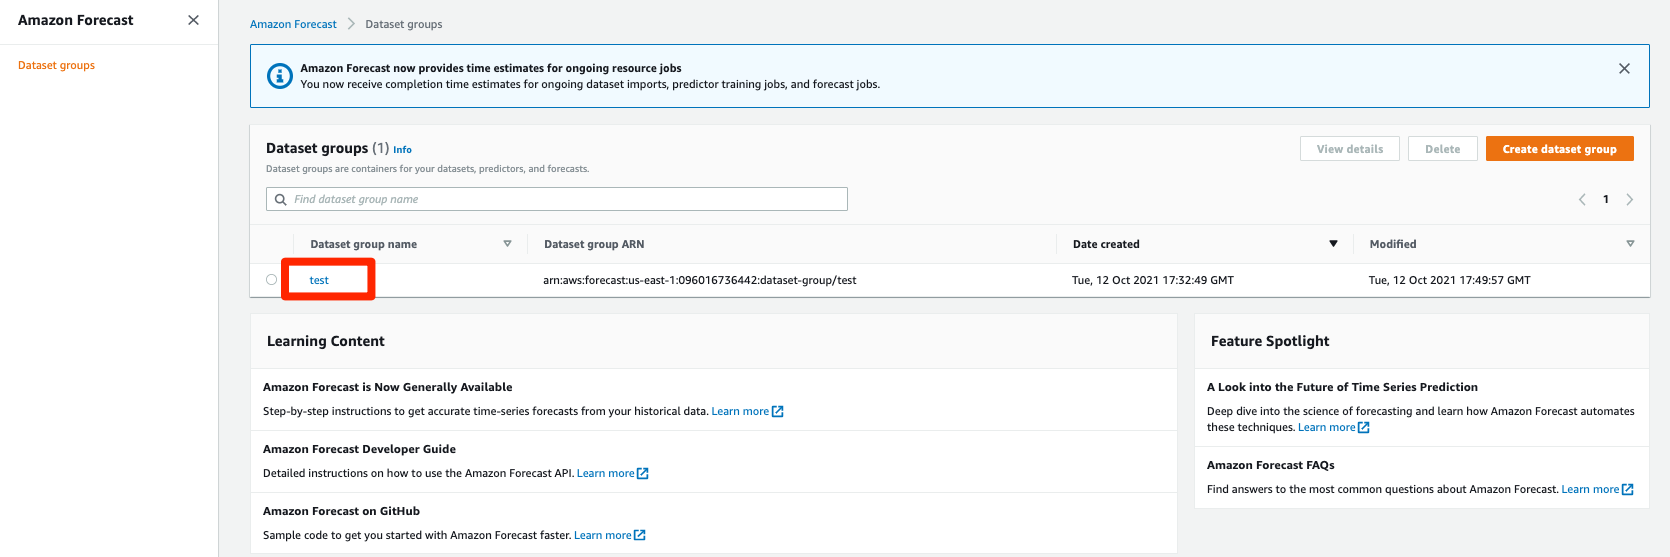 Amazon Forecast
Dataset groups
Amazon Forecast Dataset groups
Amazon Forecast now provides time estimates for ongoing resource jobs
You now receive completion time estimates for ongoing dataset imports, predictor training jobs, and forecast jobs.
Dataset groups (1) Info
View details Delete Create dataset group
Dataset groups are containers for your datasets, predictors, and forecasts.
Find dataset group name
1
Dataset group name Dataset group ARN Date created Modified
test arn:aws:forecast:us-east-1:096016736442:dataset-group/test Tue, 12 Oct 2021 17:32:49 GMT Tue, 12 Oct 2021 17:49:57 GMT
Learning Content
Amazon Forecast is Now Generally Available
Step-by-step instructions to get accurate time-series forecasts from your historical data. Learn more
Amazon Forecast Developer Guide
Detailed instructions on how to use the Amazon Forecast API. Learn more
Amazon Forecast on GitHub
Sample code to get you started with Amazon Forecast faster. Learn more
Feature Spotlight
A Look into the Future of Time Series Prediction
Deep dive into the science of forecasting and learn how Amazon Forecast automates
these techniques. Learn more
Amazon Forecast FAQs
Find answers to the most common questions about Amazon Forecast. Learn more